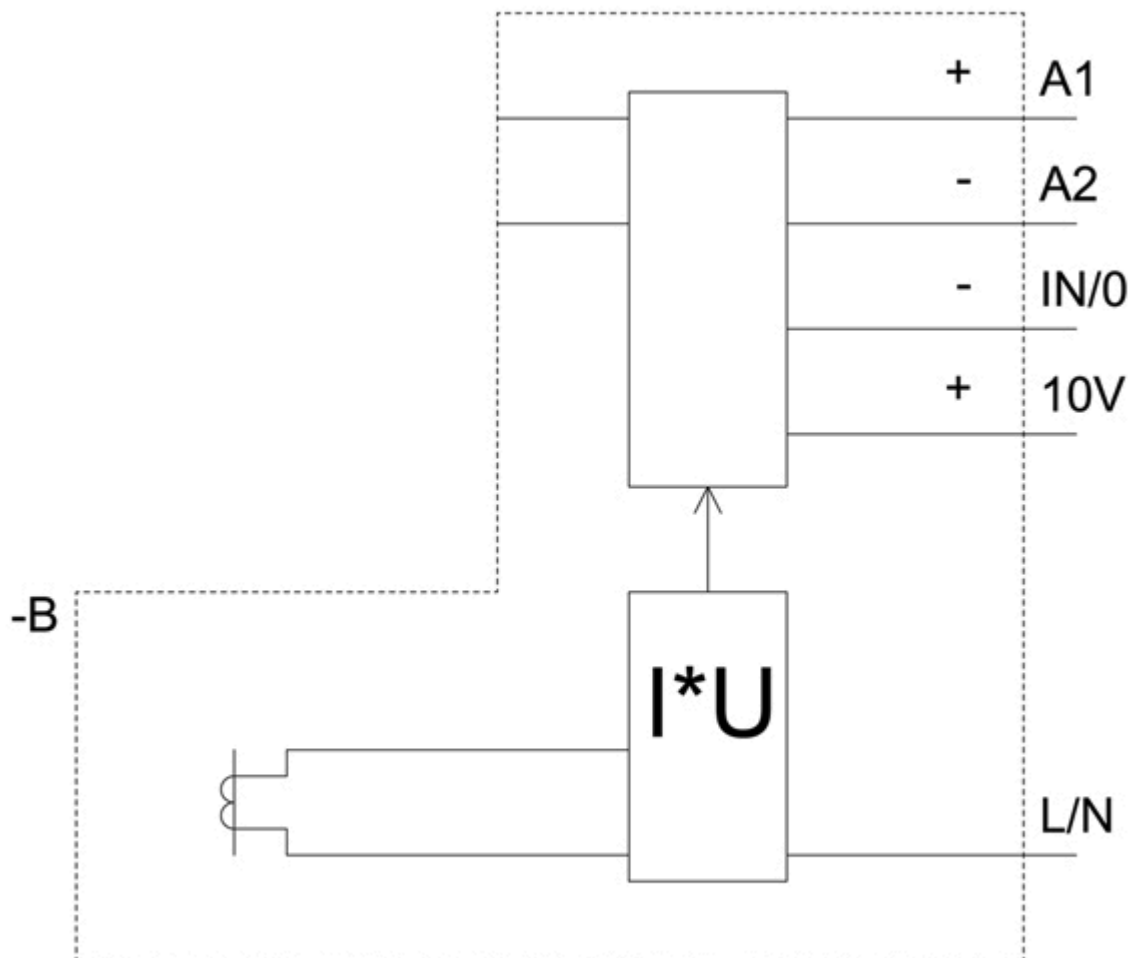 + A1
- A2
- IN/0
+ 10V
-B
I*U
L/N